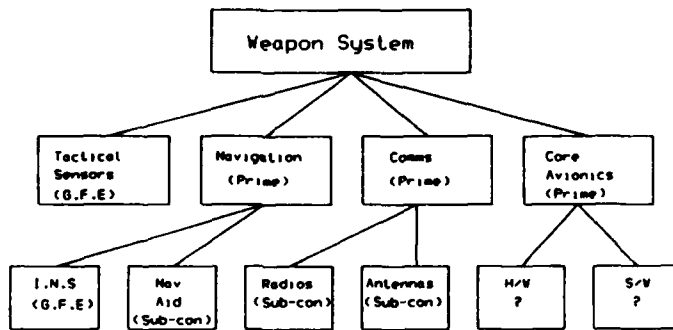 Weapon System
Tactical
Sensors
(G.F.E)
Navigation
(Prime)
Comms
(Prime)
Core
Avionics
(Prime)
I.N.S
(G.F.E)
Nav
Aid
(Sub-con)
Radios
(Sub-con)
Antennas
(Sub-con)
H/W
?
S/W
?